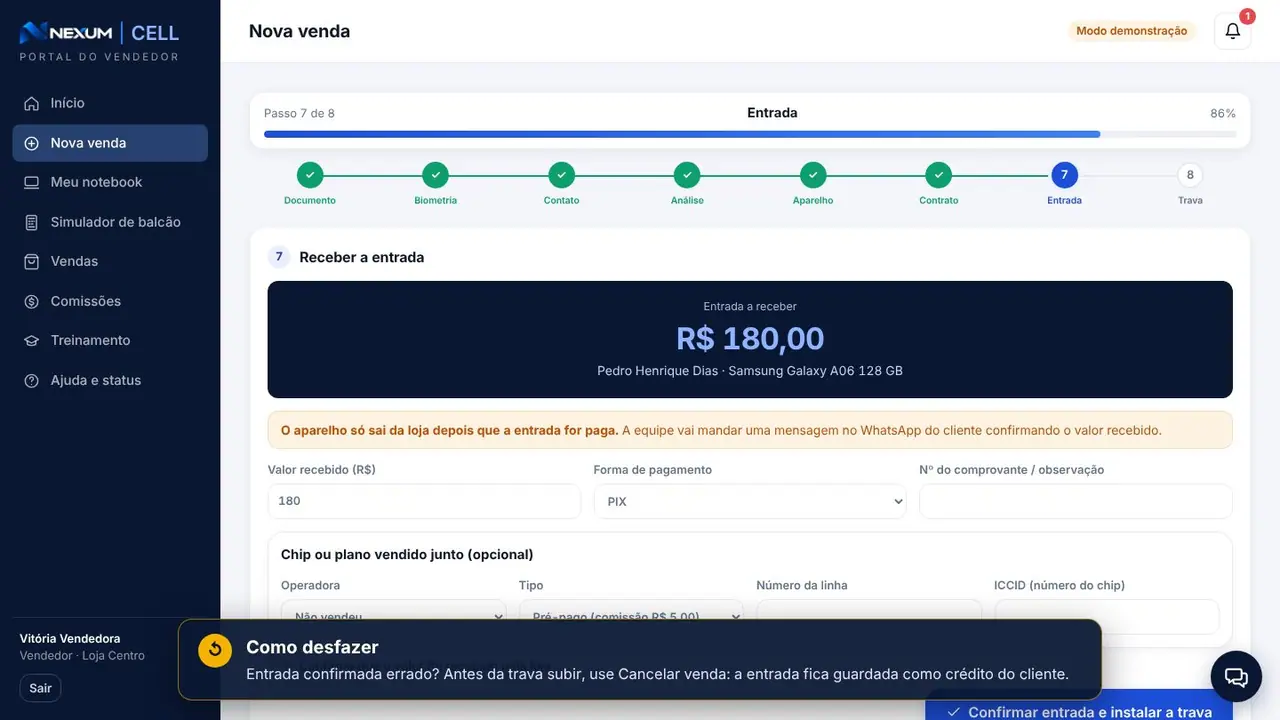 NEXUM | CELL
PORTAL DO VENDEDOR
Início
Nova venda
Meu notebook
Simulador de balcão
Vendas
Comissões
Treinamento
Ajuda e status
Vitória Vendedora
Vendedor · Loja Centro
Sair
Nova venda
Modo demonstração
1
Passo 7 de 8
Entrada
86%
7
8
Documento
Biometria
Contato
Análise
Aparelho
Contrato
Entrada
Trava
7 Receber a entrada
Entrada a receber
R$ 180,00
Pedro Henrique Dias · Samsung Galaxy A06 128 GB
O aparelho só sai da loja depois que a entrada for paga. A equipe vai mandar uma mensagem no WhatsApp do cliente confirmando o valor recebido.
Valor recebido (R$)
Forma de pagamento
Nº do comprovante / observação
180
PIX
Chip ou plano vendido junto (opcional)
Operadora
Tipo
Número da linha
ICCID (número do chip)
Não vendeu
Pré-pago (comissão R$ 5,00)
Como desfazer
Entrada confirmada errado? Antes da trava subir, use Cancelar venda: a entrada fica guardada como crédito do cliente.
Confirmar entrada e instalar a trava